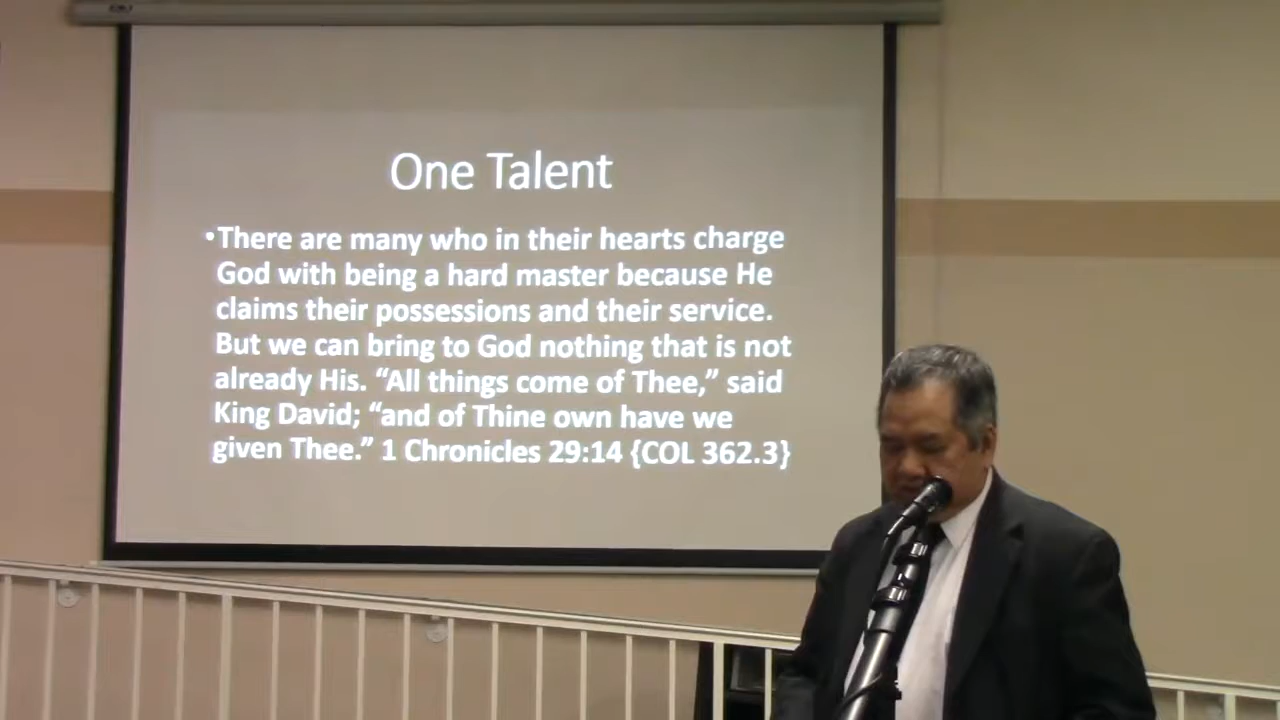 One Talent
•There are many who in their hearts charge
God with being a hard master because He
claims their possessions and their service.
But we can bring to God nothing that is not
already His. “All things come of Thee,” said
King David; “and of Thine own have we
given Thee.” 1 Chronicles 29:14 {COL 362.3}